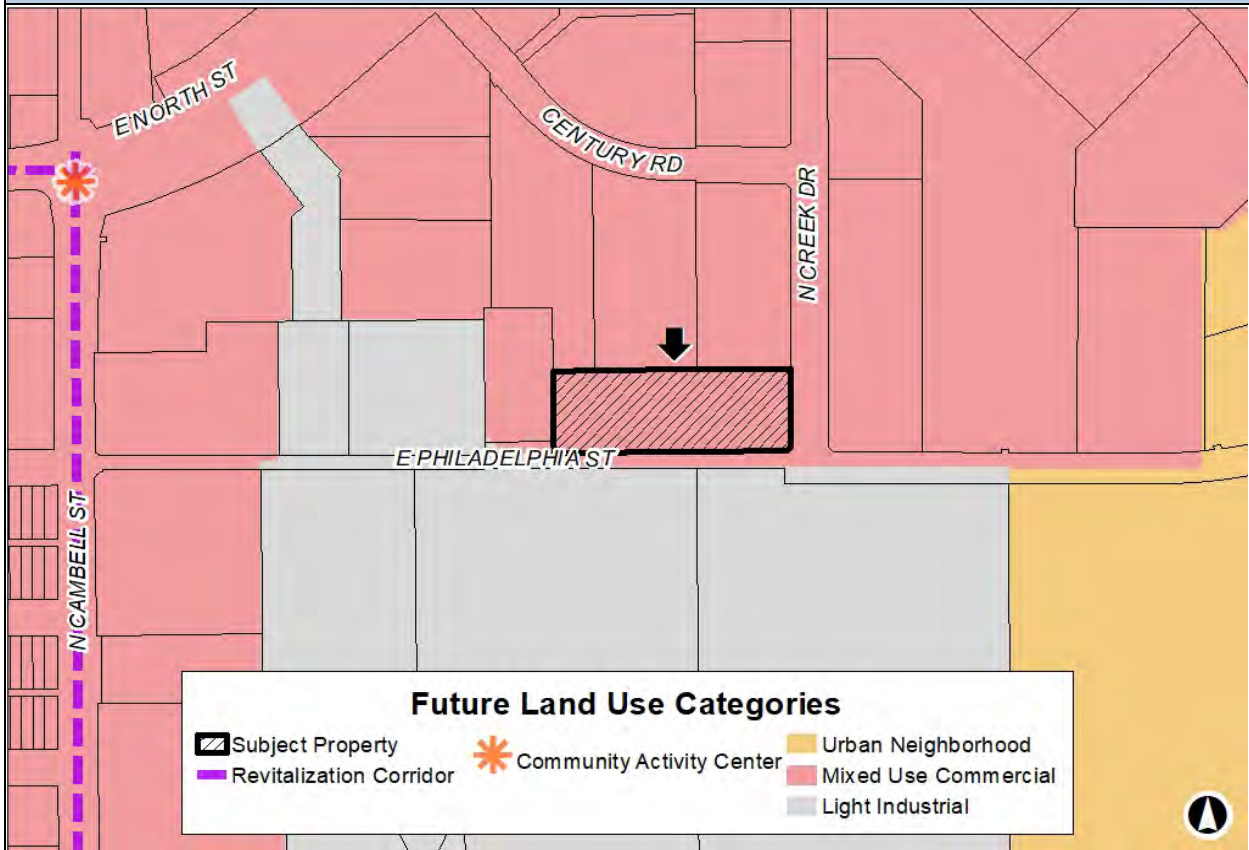 E NORTH ST
CENTURY RD
N CREEK DR
E PHILADELPHIA ST
N CAMBELL ST
Future Land Use Categories
Subject Property
Revitalization Corridor
Community Activity Center
Urban Neighborhood
Mixed Use Commercial
Light Industrial